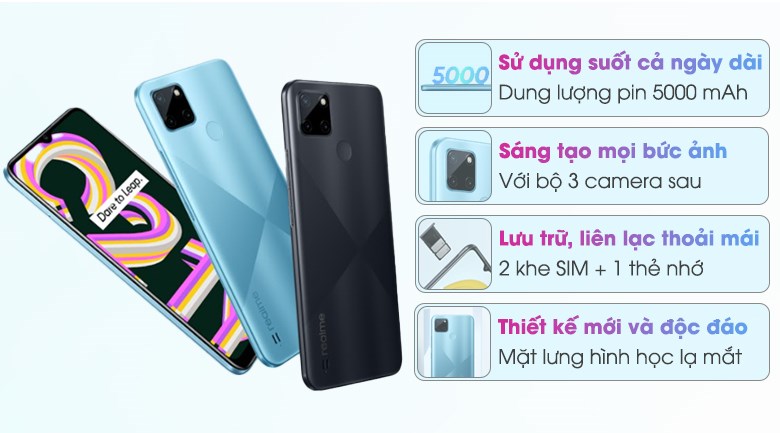 Dare to Leap.
realme
realme
5000
Sử dụng suốt cả ngày dài
Dung lượng pin 5000 mAh
Sáng tạo mọi bức ảnh
Với bộ 3 camera sau
Lưu trữ, liên lạc thoải mái
2 khe SIM + 1 thẻ nhớ
Thiết kế mới và độc đáo
Mặt lưng hình học lạ mắt